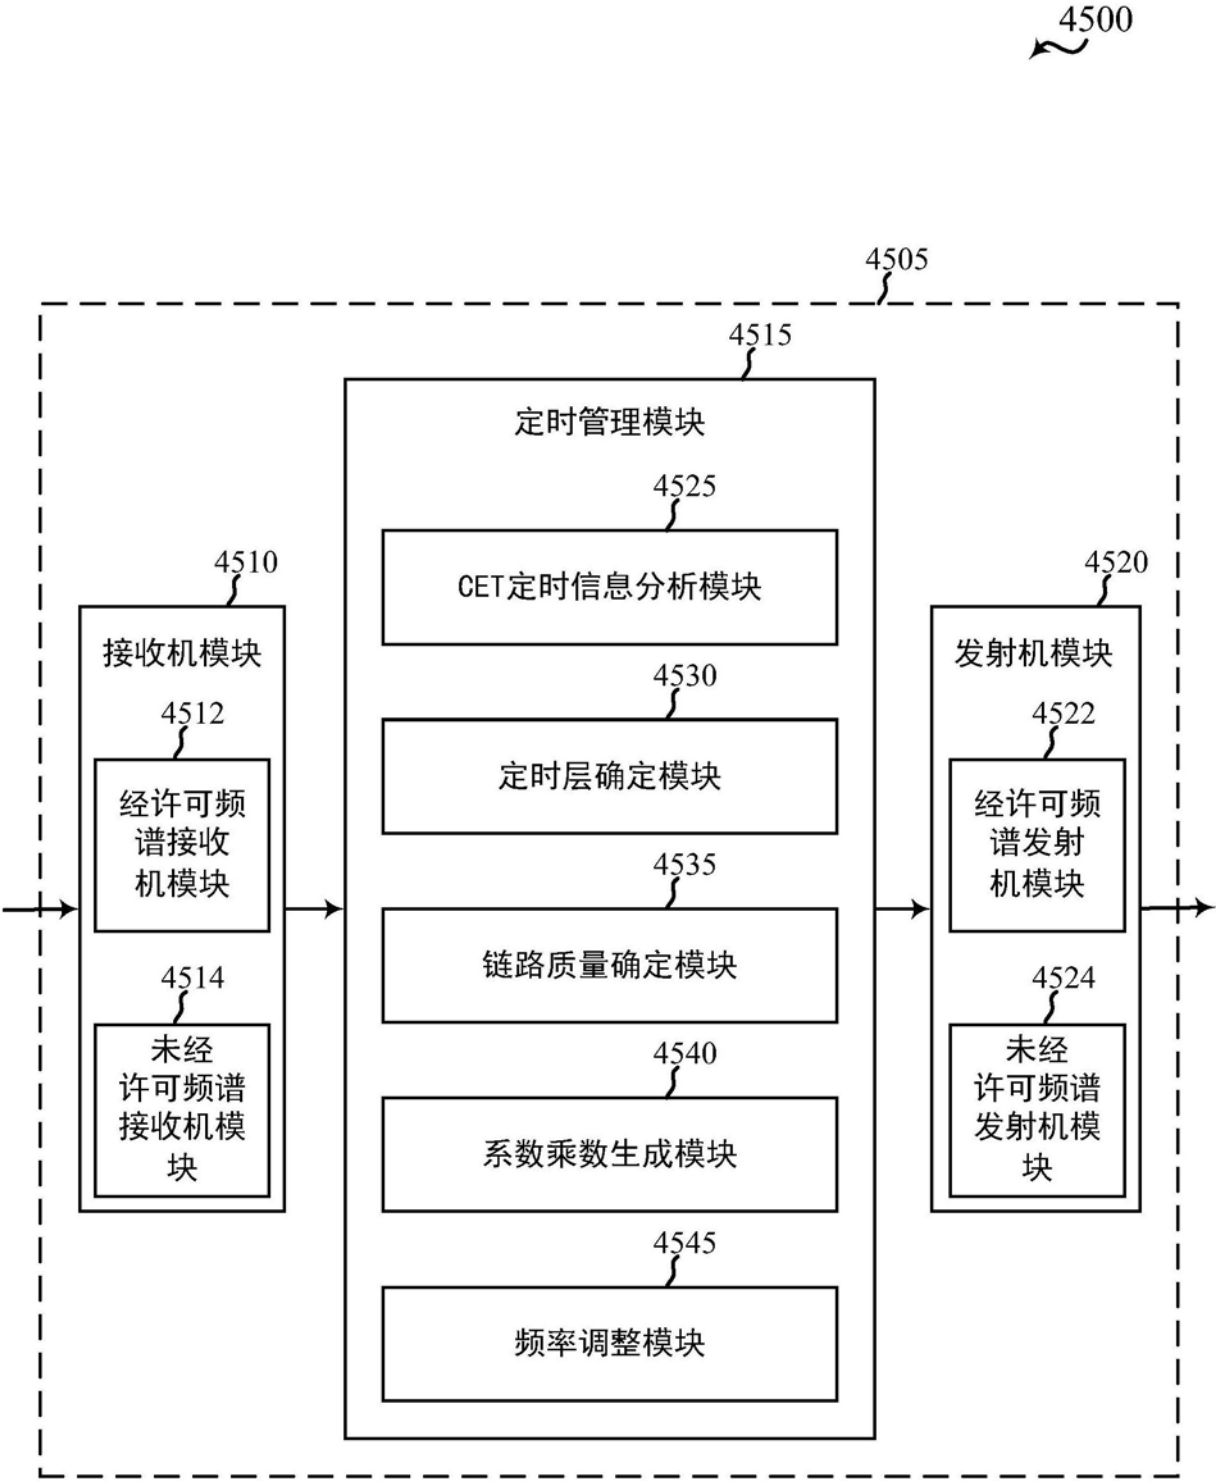 4500
4505
4515
定时管理模块
4525
CET定时信息分析模块
4510
4520
接收机模块
发射机模块
4530
定时层确定模块
4512
4522
经许可频
谱接收
机模块
经许可频
谱发射
机模块
4535
链路质量确定模块
4514
4524
未经
许可频谱
接收机模
块
未经
许可频谱
发射机模
块
4540
系数乘数生成模块
4545
频率调整模块